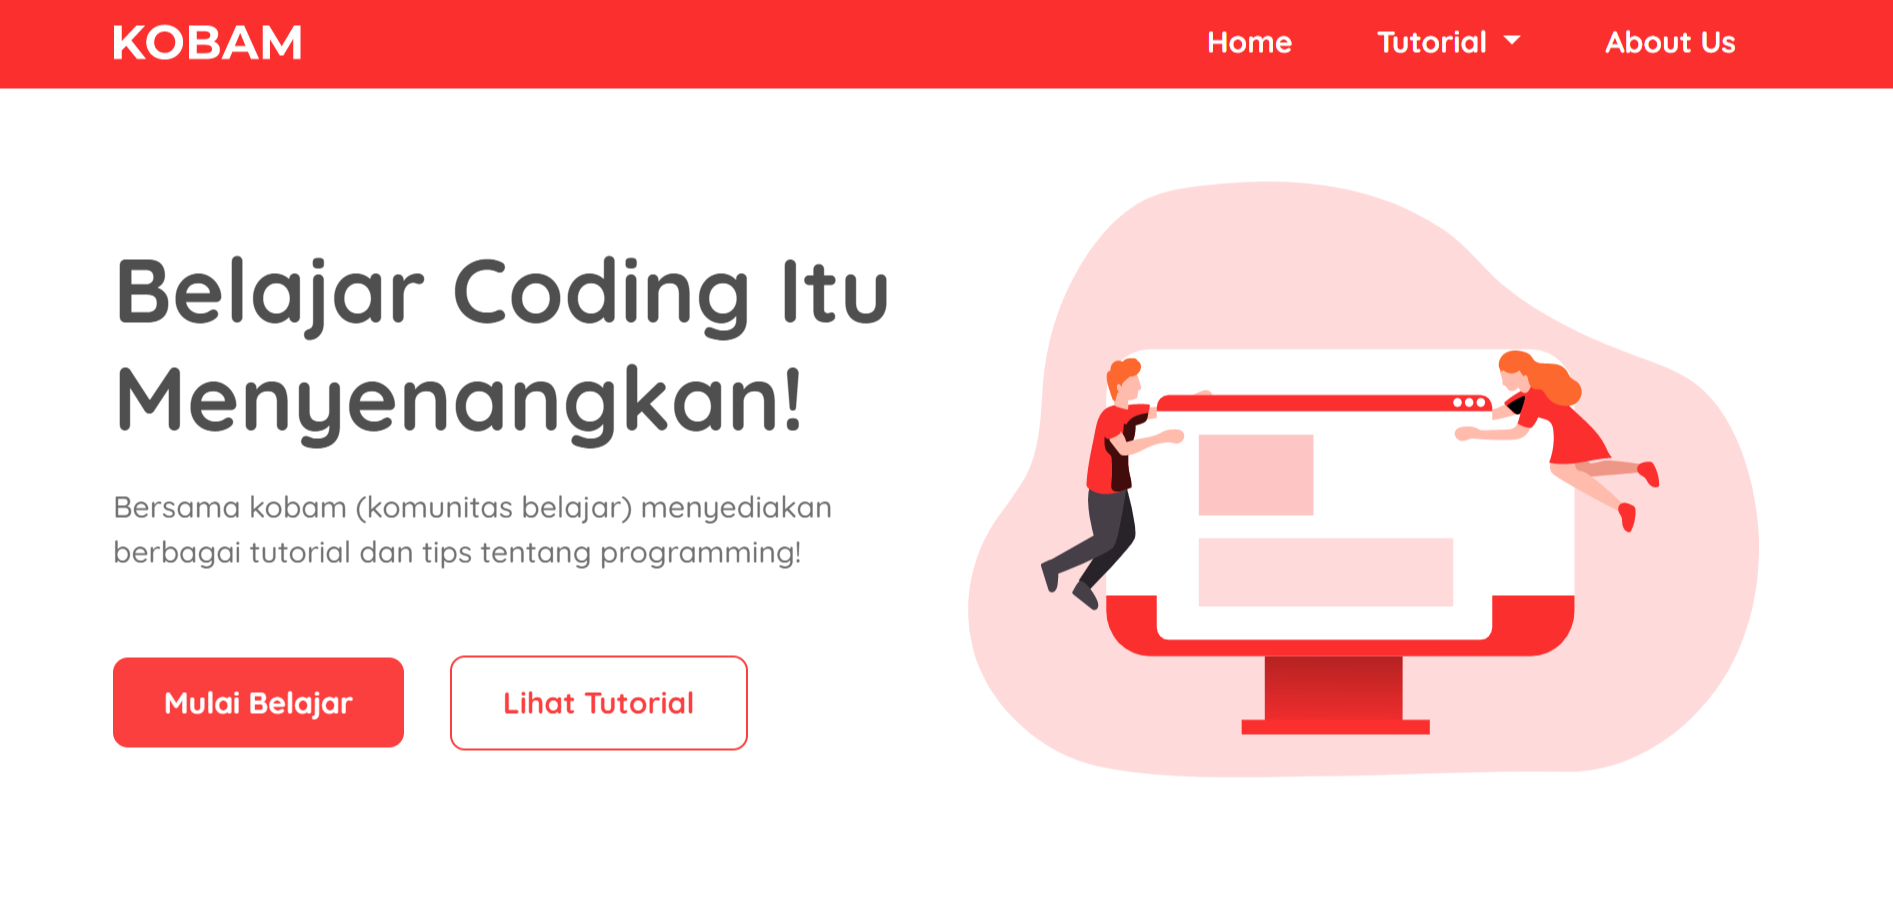 KOBAM
Home
Tutorial
About Us
Belajar Coding Itu
Menyenangkan!
Bersama kobam (komunitas belajar) menyediakan
berbagai tutorial dan tips tentang programming!
Mulai Belajar
Lihat Tutorial